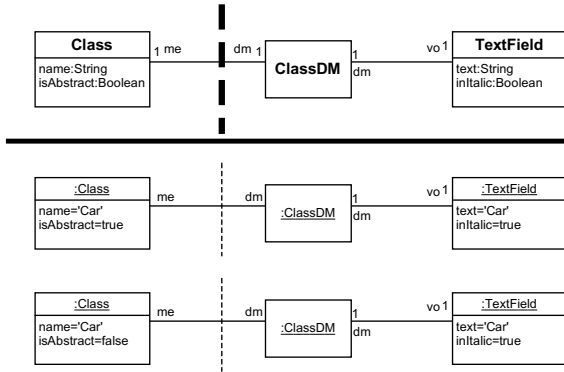 Class
name:String
isAbstract:Boolean
1 me
dm 1
ClassDM
1
dm
vo 1
TextField
text:String
inItalic:Boolean
:Class
name='Car'
isAbstract=true
me
dm
:ClassDM
1
dm
vo 1
:TextField
text='Car'
inItalic=true
:Class
name='Car'
isAbstract=false
me
dm
:ClassDM
1
dm
vo 1
:TextField
text='Car'
inItalic=true